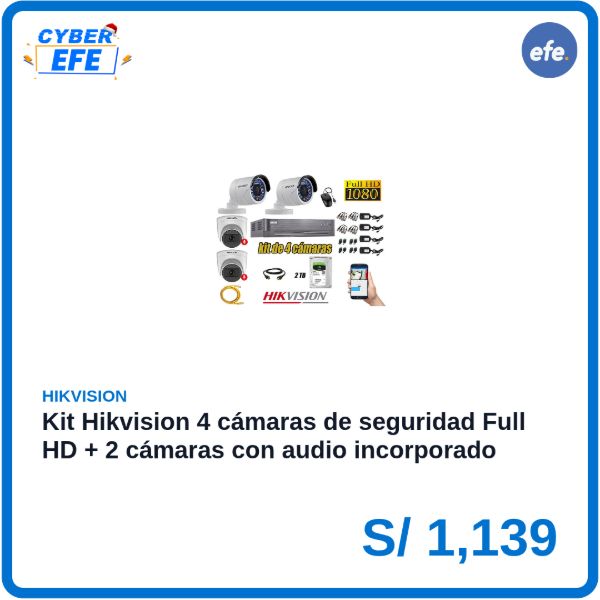 CYBER
EFE
efe.
Full HD
1080
kit de 4 cámaras
2 TB
HIKVISION
HIKVISION
Kit Hikvision 4 cámaras de seguridad Full
HD + 2 cámaras con audio incorporado
S/ 1,139